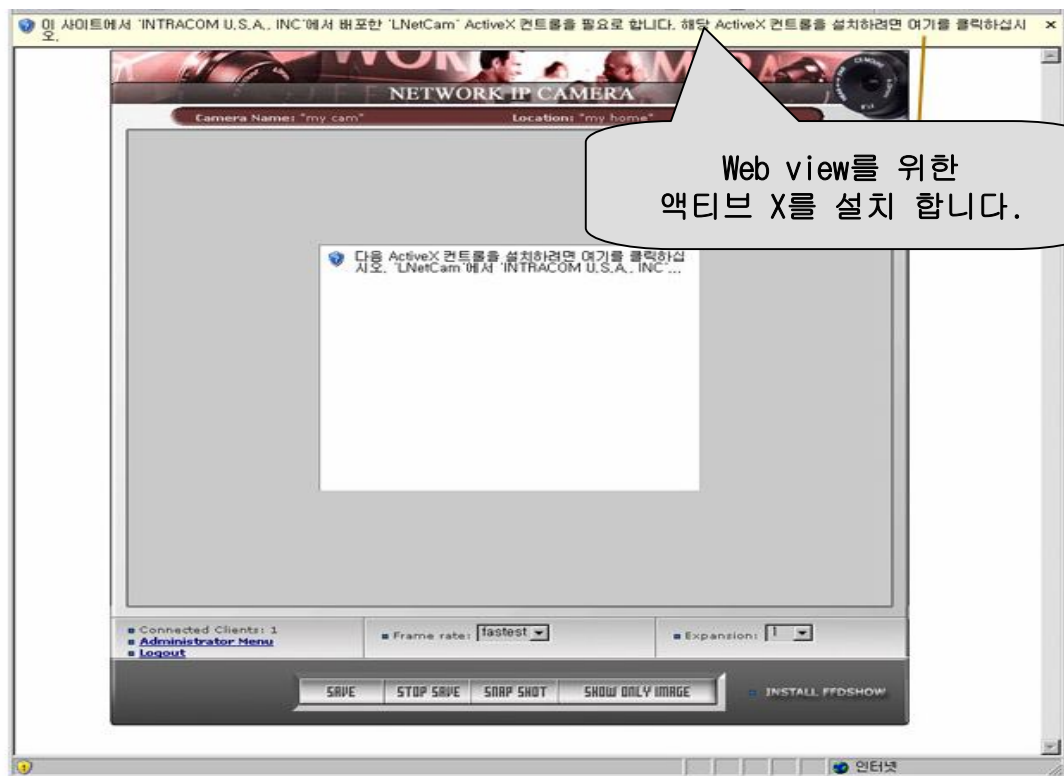 이 사이트에서 'INTRACOM U.S.A., INC'에서 배포한 'LNetCam' ActiveX 컨트롤을 필요로 합니다. 해당 ActiveX 컨트롤을 설치하려면 여기를 클릭하십시
오.
NETWORK IP CAMERA
Camera Name: "my cam"
Location: "my home"
Web view를 위한
액티브 X를 설치 합니다.
다음 ActiveX 컨트롤을 설치하려면 여기를 클릭하십
시오. 'LNetCam'에서 'INTRACOM U.S.A., INC'...
Connected Clients: 1
Administrator Menu
Logout
Frame rate: fastest
Expansion: 1
SAVE
STOP SAVE
SNAP SHOT
SHOW ONLY IMAGE
INSTALL FFDSHOW
인터넷